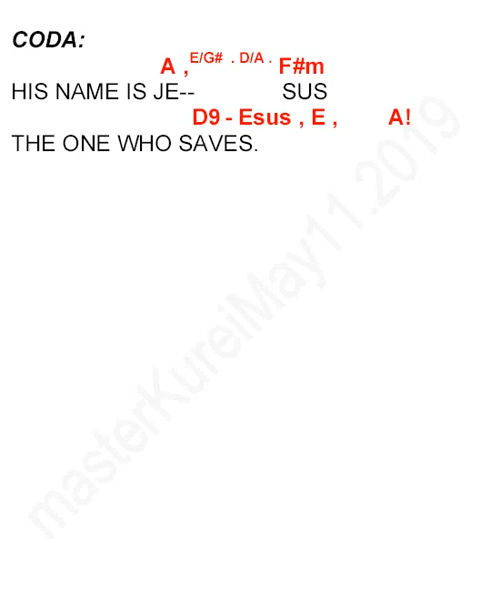 CODA:
A , E/G# . D/A . F#m
HIS NAME IS JE-- SUS
D9 - Esus , E , A!
THE ONE WHO SAVES.
masterKureiMay11.2019